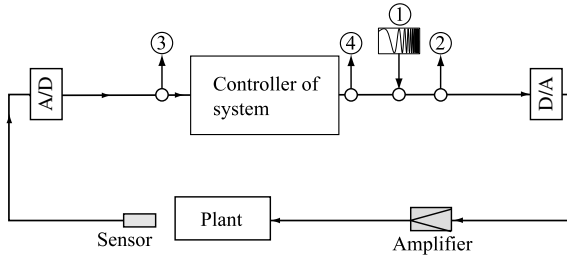 ①
③
④
②
A/D
Controller of
system
D/A
Plant
Sensor
Amplifier